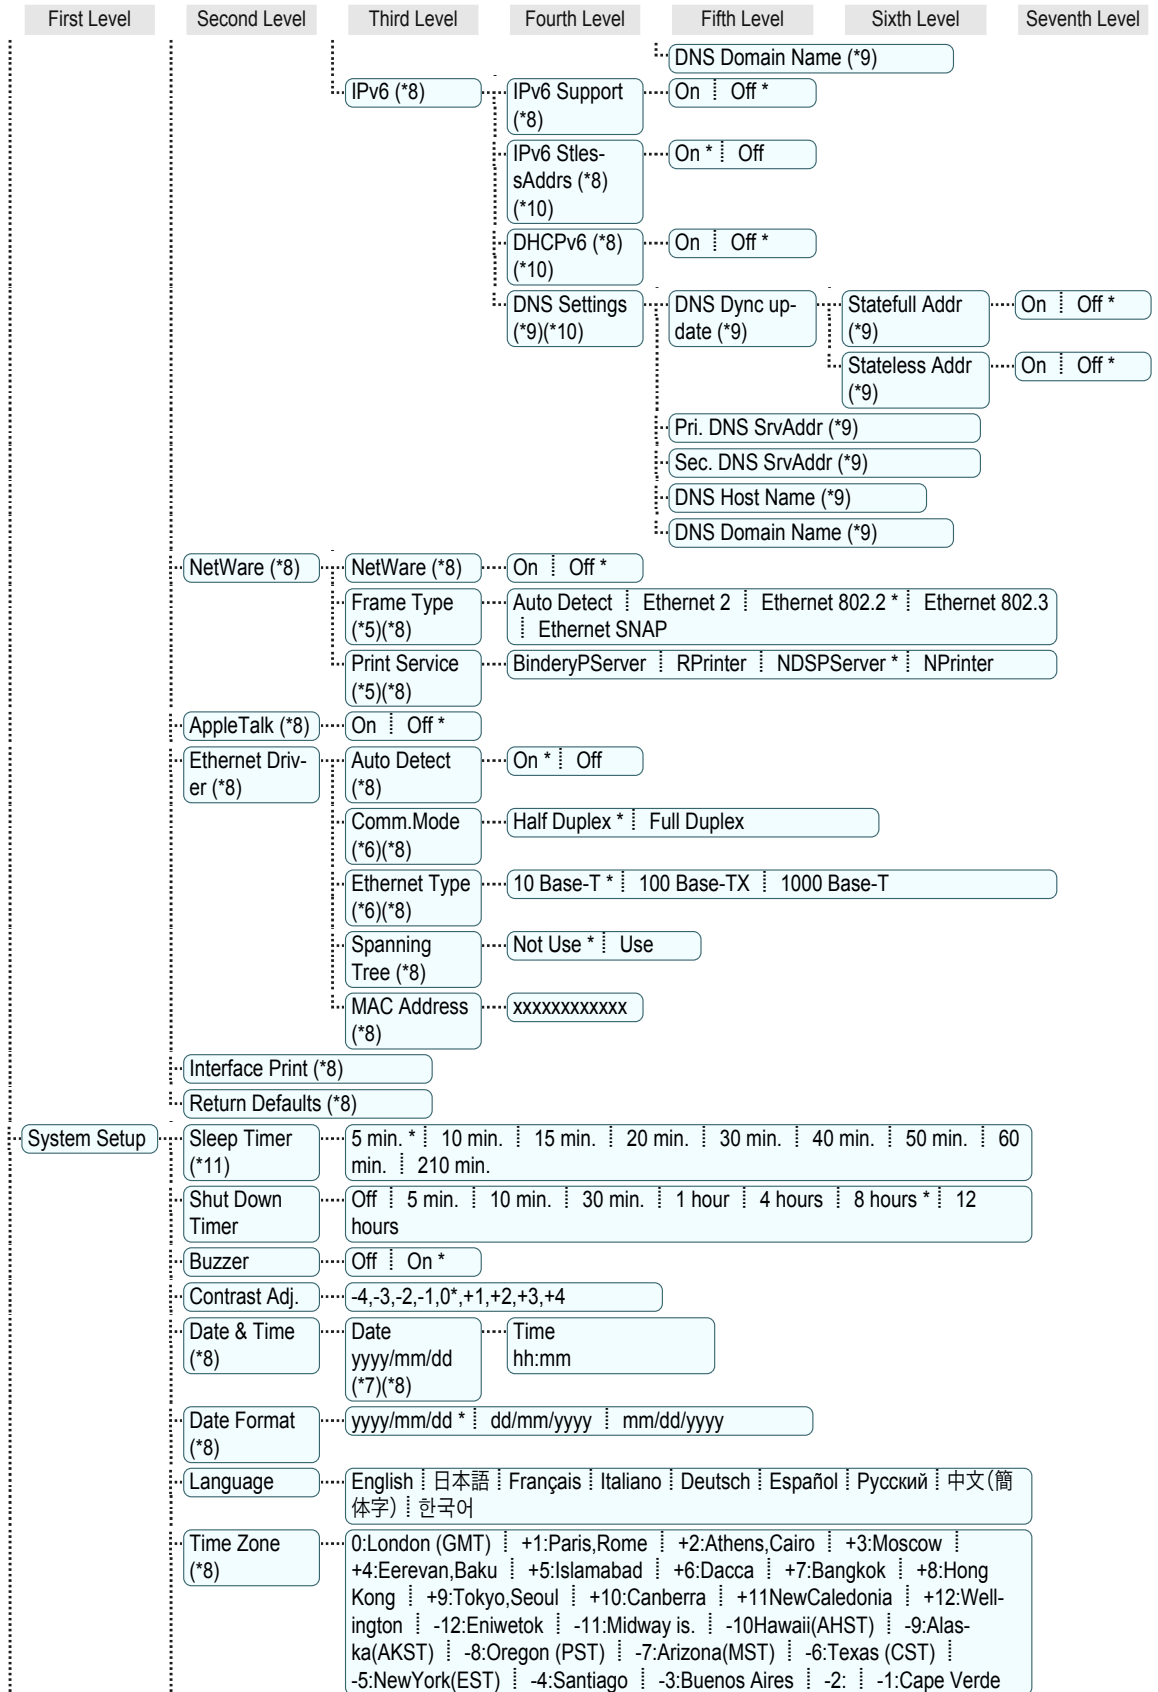 First Level Second Level Third Level Fourth Level Fifth Level Sixth Level Seventh Level
DNS Domain Name (*9)
IPv6 (*8)
IPv6 Support
(*8)
On ┊ Off *
IPv6 Stles-
sAddrs (*8)
(*10)
On * ┊ Off
DHCPv6 (*8)
(*10)
On ┊ Off *
DNS Settings
(*9)(*10)
DNS Dync up-
date (*9)
Statefull Addr
(*9)
On ┊ Off *
Stateless Addr
(*9)
On ┊ Off *
Pri. DNS SrvAddr (*9)
Sec. DNS SrvAddr (*9)
DNS Host Name (*9)
DNS Domain Name (*9)
NetWare (*8)
NetWare (*8)
On ┊ Off *
Frame Type
(*5)(*8)
Auto Detect ┊ Ethernet 2 ┊ Ethernet 802.2 * ┊ Ethernet 802.3
┊ Ethernet SNAP
Print Service
(*5)(*8)
BinderyPServer ┊ RPrinter ┊ NDSPServer * ┊ NPrinter
AppleTalk (*8)
On ┊ Off *
Ethernet Driv-
er (*8)
Auto Detect
(*8)
On * ┊ Off
Comm.Mode
(*6)(*8)
Half Duplex * ┊ Full Duplex
Ethernet Type
(*6)(*8)
10 Base-T * ┊ 100 Base-TX ┊ 1000 Base-T
Spanning
Tree (*8)
Not Use * ┊ Use
MAC Address
(*8)
xxxxxxxxxxxx
Interface Print (*8)
Return Defaults (*8)
System Setup
Sleep Timer
(*11)
5 min. * ┊ 10 min. ┊ 15 min. ┊ 20 min. ┊ 30 min. ┊ 40 min. ┊ 50 min. ┊ 60
min. ┊ 210 min.
Shut Down
Timer
Off ┊ 5 min. ┊ 10 min. ┊ 30 min. ┊ 1 hour ┊ 4 hours ┊ 8 hours * ┊ 12
hours
Buzzer
Off ┊ On *
Contrast Adj.
-4,-3,-2,-1,0*,+1,+2,+3,+4
Date & Time
(*8)
Date
yyyy/mm/dd
(*7)(*8)
Time
hh:mm
Date Format
(*8)
yyyy/mm/dd * ┊ dd/mm/yyyy ┊ mm/dd/yyyy
Language
English ┊ 日本語 ┊ Français ┊ Italiano ┊ Deutsch ┊ Español ┊ Русский ┊ 中文(簡
体字) ┊ 한국어
Time Zone
(*8)
0:London (GMT) ┊ +1:Paris,Rome ┊ +2:Athens,Cairo ┊ +3:Moscow ┊
+4:Eerevan,Baku ┊ +5:Islamabad ┊ +6:Dacca ┊ +7:Bangkok ┊ +8:Hong
Kong ┊ +9:Tokyo,Seoul ┊ +10:Canberra ┊ +11NewCaledonia ┊ +12:Well-
ington ┊ -12:Eniwetok ┊ -11:Midway is. ┊ -10Hawaii(AHST) ┊ -9:Alas-
ka(AKST) ┊ -8:Oregon (PST) ┊ -7:Arizona(MST) ┊ -6:Texas (CST) ┊
-5:NewYork(EST) ┊ -4:Santiago ┊ -3:Buenos Aires ┊ -2: ┊ -1:Cape Verde